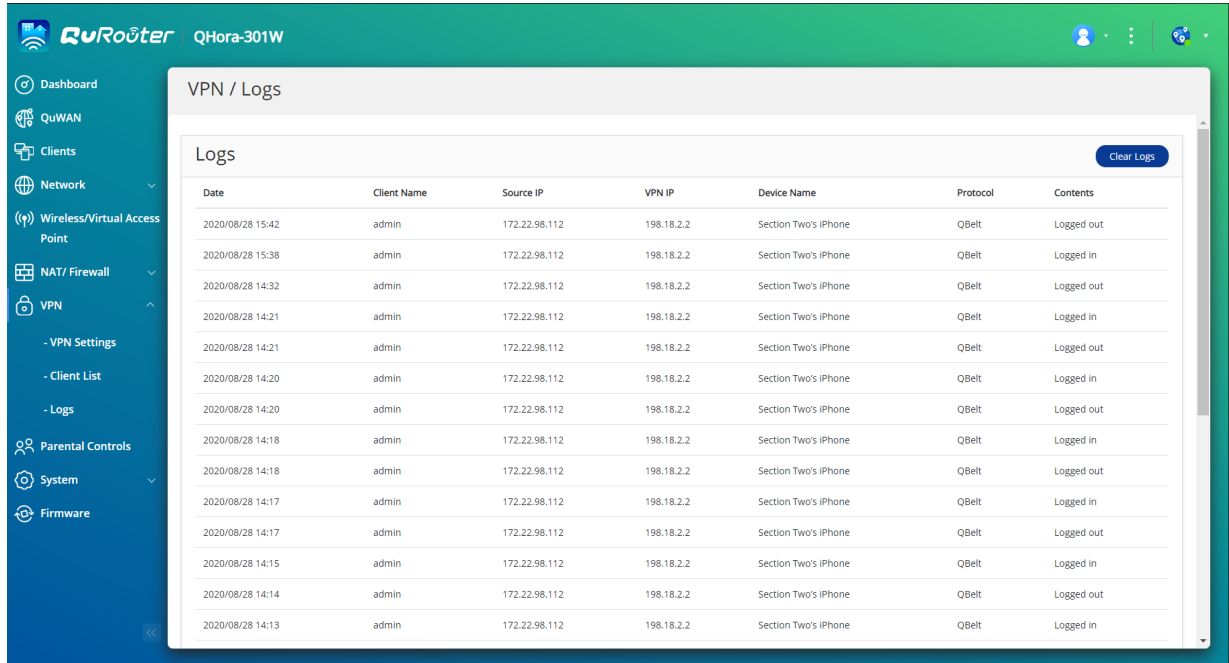 QuRouter QHora-301W
Dashboard
QuWAN
Clients
Network
Wireless/Virtual Access
Point
NAT/ Firewall
VPN
- VPN Settings
- Client List
- Logs
Parental Controls
System
Firmware
VPN / Logs
Logs
Clear Logs
Date Client Name Source IP VPN IP Device Name Protocol Contents
2020/08/28 15:42 admin 172.22.98.112 198.18.2.2 Section Two's iPhone QBelt Logged out
2020/08/28 15:38 admin 172.22.98.112 198.18.2.2 Section Two's iPhone QBelt Logged in
2020/08/28 14:32 admin 172.22.98.112 198.18.2.2 Section Two's iPhone QBelt Logged out
2020/08/28 14:21 admin 172.22.98.112 198.18.2.2 Section Two's iPhone QBelt Logged in
2020/08/28 14:21 admin 172.22.98.112 198.18.2.2 Section Two's iPhone QBelt Logged out
2020/08/28 14:20 admin 172.22.98.112 198.18.2.2 Section Two's iPhone QBelt Logged in
2020/08/28 14:20 admin 172.22.98.112 198.18.2.2 Section Two's iPhone QBelt Logged out
2020/08/28 14:18 admin 172.22.98.112 198.18.2.2 Section Two's iPhone QBelt Logged in
2020/08/28 14:18 admin 172.22.98.112 198.18.2.2 Section Two's iPhone QBelt Logged out
2020/08/28 14:17 admin 172.22.98.112 198.18.2.2 Section Two's iPhone QBelt Logged in
2020/08/28 14:17 admin 172.22.98.112 198.18.2.2 Section Two's iPhone QBelt Logged out
2020/08/28 14:15 admin 172.22.98.112 198.18.2.2 Section Two's iPhone QBelt Logged in
2020/08/28 14:14 admin 172.22.98.112 198.18.2.2 Section Two's iPhone QBelt Logged out
2020/08/28 14:13 admin 172.22.98.112 198.18.2.2 Section Two's iPhone QBelt Logged in